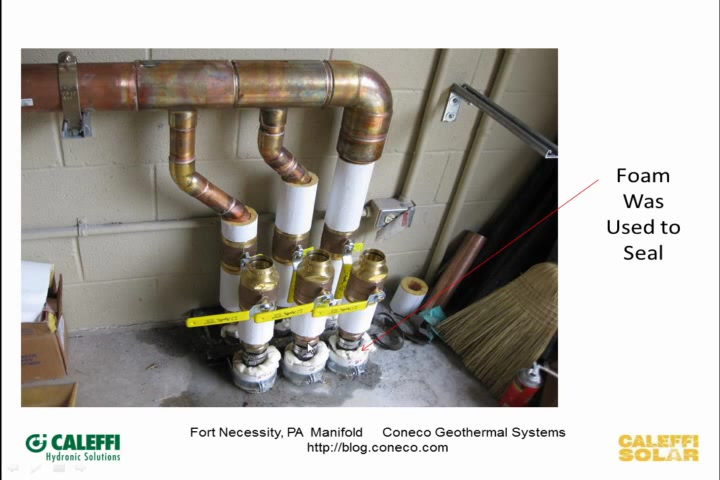 Foam
Was
Used to
Seal
Fort Necessity, PA Manifold Coneco Geothermal Systems
http://blog.coneco.com
CALEFFI
Hydronic Solutions
CALEFFI
SOLAR